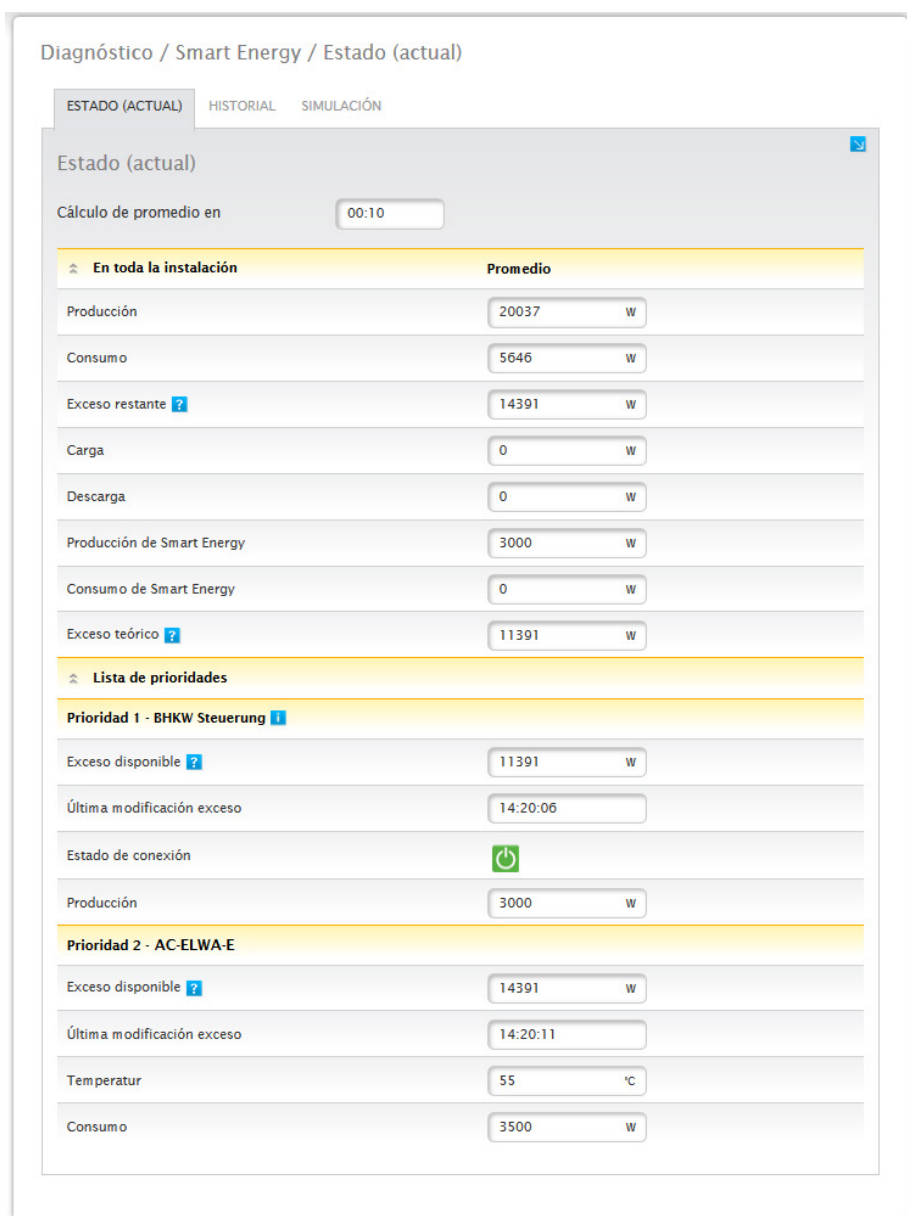 Diagnóstico / Smart Energy / Estado (actual)
ESTADO (ACTUAL) HISTORIAL SIMULACIÓN
Estado (actual)
Cálculo de promedio en 00:10
En toda la instalación Promedio
Producción 20037 W
Consumo 5646 W
Exceso restante ? 14391 W
Carga 0 W
Descarga 0 W
Producción de Smart Energy 3000 W
Consumo de Smart Energy 0 W
Exceso teórico ? 11391 W
Lista de prioridades
Prioridad 1 - BHKW Steuerung i
Exceso disponible ? 11391 W
Última modificación exceso 14:20:06
Estado de conexión
Producción 3000 W
Prioridad 2 - AC-ELWA-E
Exceso disponible ? 14391 W
Última modificación exceso 14:20:11
Temperatur 55 °C
Consumo 3500 W